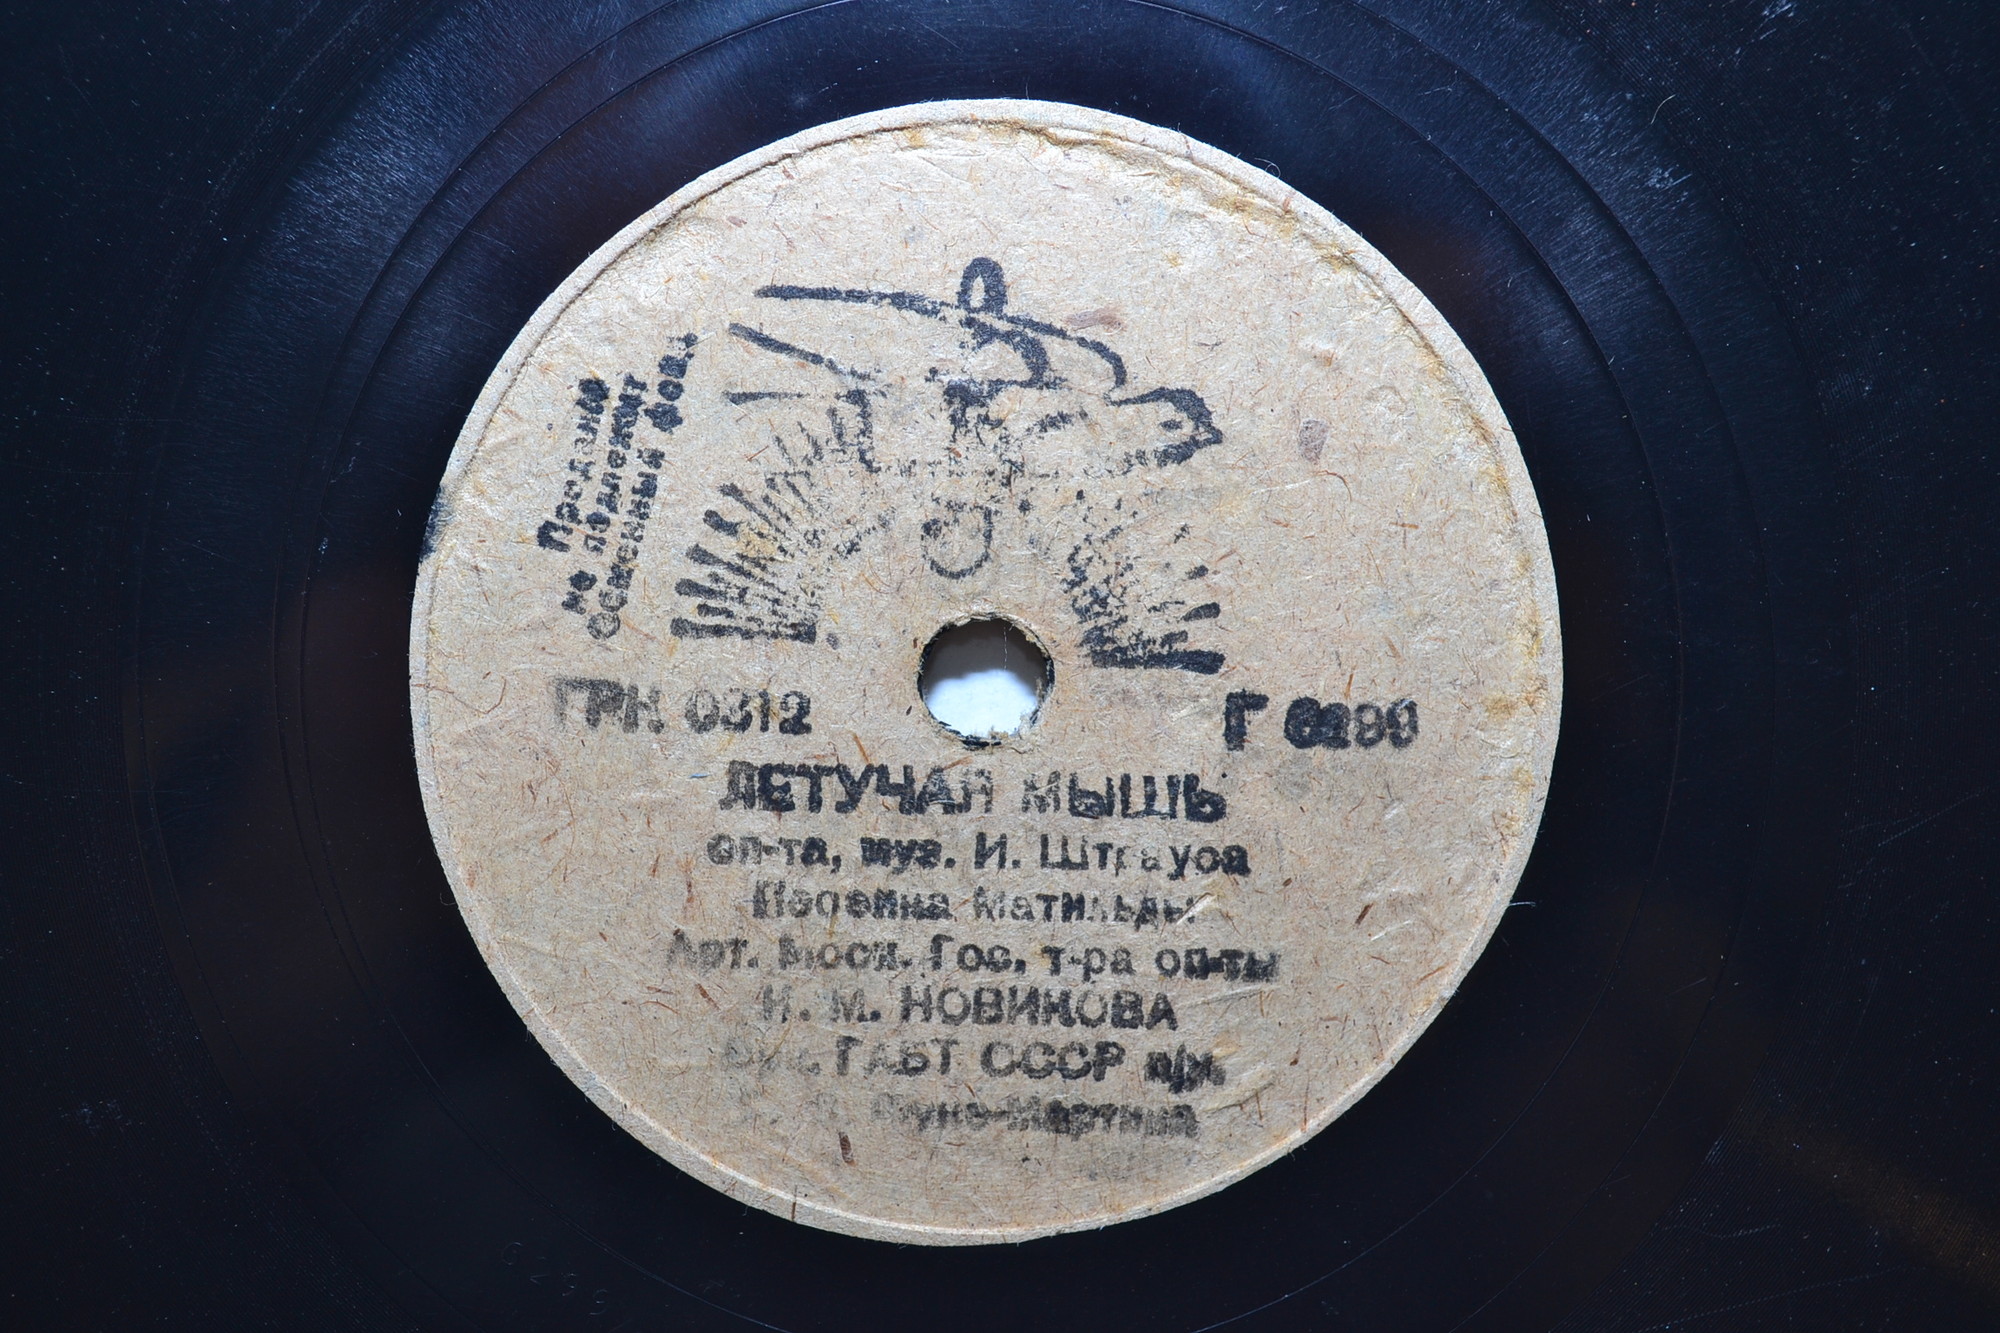 Продаже
не подлежит
обменный фонд
ГРК 0312
Г 6299
ЛЕТУЧАЯ МЫШЬ
оп-та, муз. И. Штрауса
Песенка Матильды
Арт. Моск. Гос. т-ра оп-ты
Н. М. НОВИКОВА
ГАБТ СССР п/у.